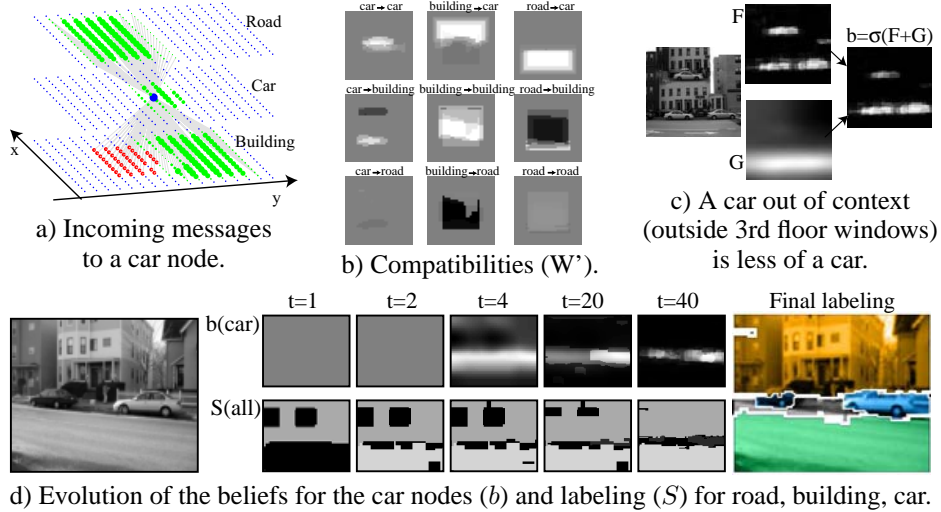 Road
Car
Building
x
y
a) Incoming messages
to a car node.
car→car building→car road→car
car→building building→building road→building
car→road building→road road→road
b) Compatibilities (W').
F
b=σ(F+G)
G
c) A car out of context
(outside 3rd floor windows)
is less of a car.
t=1 t=2 t=4 t=20 t=40 Final labeling
b(car)
S(all)
d) Evolution of the beliefs for the car nodes (b) and labeling (S) for road, building, car.